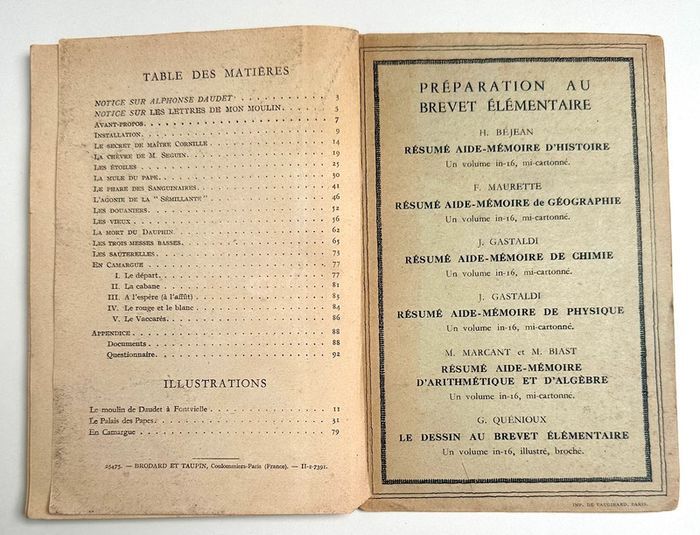 TABLE DES MATIÈRES
NOTICE SUR ALPHONSE DAUDET . . . 3
NOTICE SUR LES LETTRES DE MON MOULIN . . . 5
AVANT-PROPOS . . . 7
INSTALLATION . . . 9
LE SECRET DE MAÎTRE CORNILLE . . . 14
LA CHÈVRE DE M. SEGUIN . . . 19
LES ÉTOILES . . . 25
LA MULE DU PAPE . . . 30
LE PHARE DES SANGUINAIRES . . . 41
L'AGONIE DE LA "SÉMILLANTE" . . . 46
LES DOUANIERS . . . 52
LES VIEUX . . . 56
LA MORT DU DAUPHIN . . . 62
LES TROIS MESSES BASSES . . . 65
LES SAUTERELLES . . . 73
EN CAMARGUE . . . 77
I. Le départ . . . 77
II. La cabane . . . 81
III. A l'espère (à l'affût) . . . 83
IV. Le rouge et le blanc . . . 84
V. Le Vaccarès . . . 86
APPENDICE . . . 88
Documents . . . 88
Questionnaire . . . 92
ILLUSTRATIONS
Le moulin de Daudet à Fontvielle . . . 11
Le Palais des Papes . . . 31
En Camargue . . . 79
25475. — BRODARD ET TAUPIN, Coulommiers-Paris (France). — II-1-7391.
PRÉPARATION AU
BREVET ÉLÉMENTAIRE
H. BÉJEAN
RÉSUMÉ AIDE-MÉMOIRE D'HISTOIRE
Un volume in-16, mi-cartonné.
F. MAURETTE
RÉSUMÉ AIDE-MÉMOIRE de GÉOGRAPHIE
Un volume in-16, mi-cartonné.
J. GASTALDI
RÉSUMÉ AIDE-MÉMOIRE DE CHIMIE
Un volume in-16, mi-cartonné.
J. GASTALDI
RÉSUMÉ AIDE-MÉMOIRE DE PHYSIQUE
Un volume in-16, mi-cartonné.
M. MARCANT et M. BIAST
RÉSUMÉ AIDE-MÉMOIRE
D'ARITHMÉTIQUE ET D'ALGÈBRE
Un volume in-16, mi-cartonné.
G. QUÉNIOUX
LE DESSIN AU BREVET ÉLÉMENTAIRE
Un volume in-16, illustré, broché.
IMP. DE VAUGIRARD, PARIS.